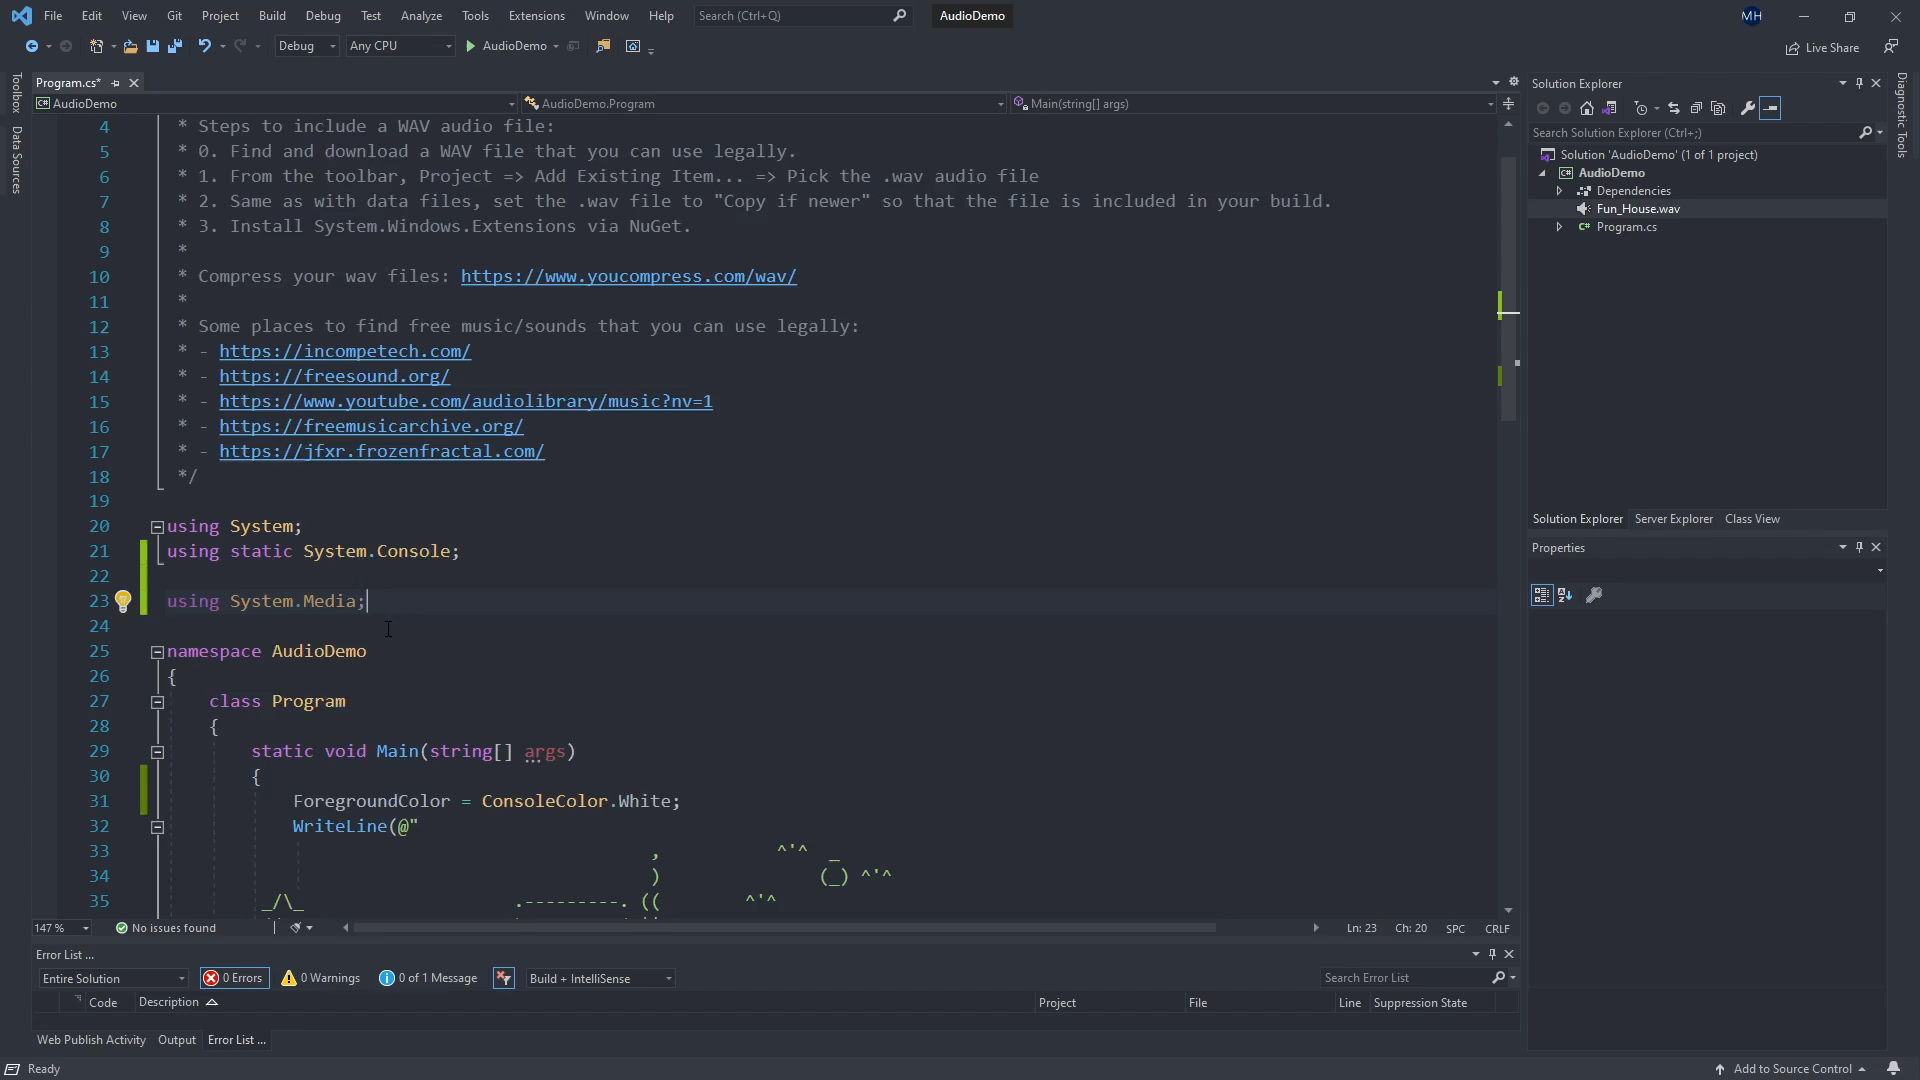 File Edit View Git Project Build Debug Test Analyze Tools Extensions Window Help Search (Ctrl+Q) AudioDemo MH
Debug Any CPU AudioDemo Live Share
Toolbox
Data Sources
Program.cs*
AudioDemo AudioDemo.Program Main(string[] args)
4 * Steps to include a WAV audio file:
5 * 0. Find and download a WAV file that you can use legally.
6 * 1. From the toolbar, Project => Add Existing Item... => Pick the .wav audio file
7 * 2. Same as with data files, set the .wav file to "Copy if newer" so that the file is included in your build.
8 * 3. Install System.Windows.Extensions via NuGet.
9 *
10 * Compress your wav files: https://www.youcompress.com/wav/
11 *
12 * Some places to find free music/sounds that you can use legally:
13 * - https://incompetech.com/
14 * - https://freesound.org/
15 * - https://www.youtube.com/audiolibrary/music?nv=1
16 * - https://freemusicarchive.org/
17 * - https://jfxr.frozenfractal.com/
18 */
19
20 using System;
21 using static System.Console;
22
23 using System.Media;
24
25 namespace AudioDemo
26 {
27 class Program
28 {
29 static void Main(string[] args)
30 {
31 ForegroundColor = ConsoleColor.White;
32 WriteLine(@"
33 , ^'^ _
34 ) (_) ^'^
35 _/\_ .---------. (( ^'^
147 % No issues found Ln: 23 Ch: 20 SPC CRLF
Error List ...
Entire Solution 0 Errors 0 Warnings 0 of 1 Message Build + IntelliSense Search Error List
Code Description Project File Line Suppression State
Web Publish Activity Output Error List ...
Ready Add to Source Control
Solution Explorer
Search Solution Explorer (Ctrl+;)
Solution 'AudioDemo' (1 of 1 project)
AudioDemo
Dependencies
Fun_House.wav
C# Program.cs
Solution Explorer Server Explorer Class View
Properties
Diagnostic Tools